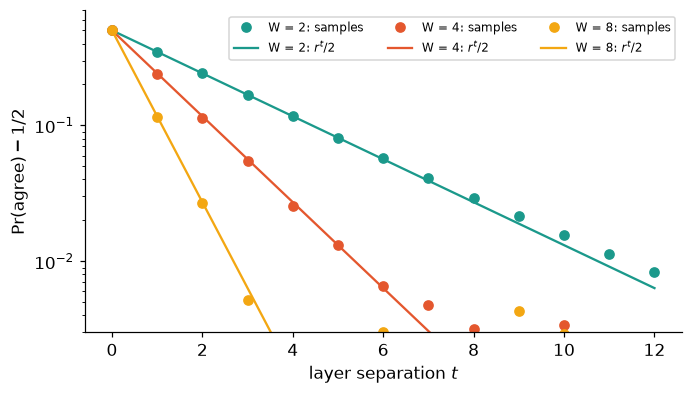 W = 2: samples
W = 2: r^t/2
W = 4: samples
W = 4: r^t/2
W = 8: samples
W = 8: r^t/2
Pr(agree) − 1/2
10^−1
10^−2
0 2 4 6 8 10 12
layer separation t